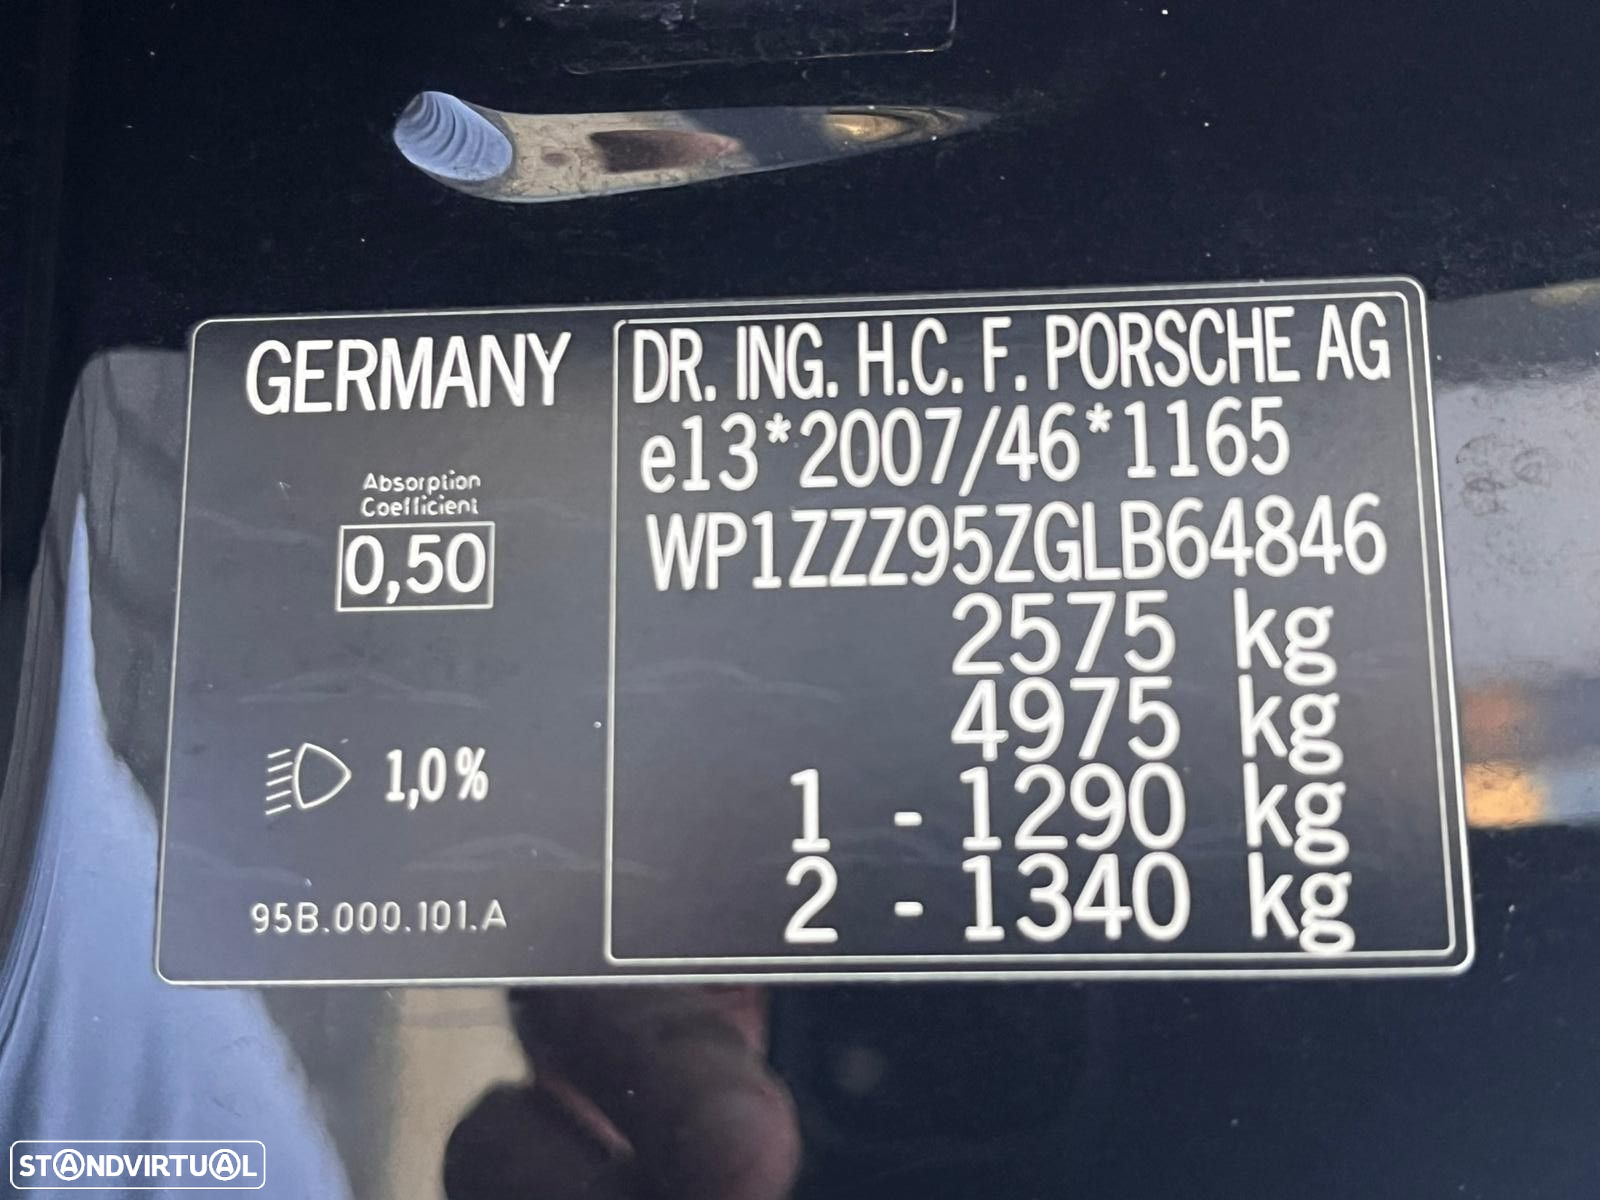 GERMANY
Absorption
Coefficient
0,50
1,0%
95B.000.101.A
DR. ING. H.C. F. PORSCHE AG
e13*2007/46*1165
WP1ZZZ95ZGLB64846
2575 kg
4975 kg
1 - 1290 kg
2 - 1340 kg
STANDVIRTUAL